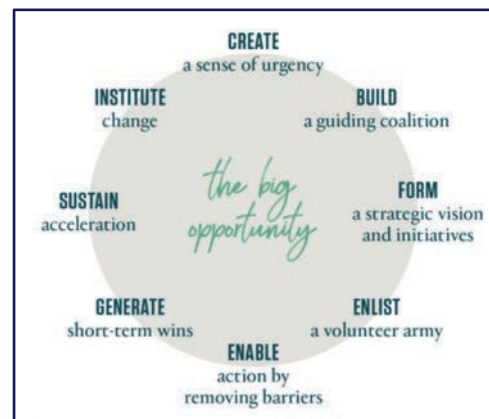 CREATE
a sense of urgency
BUILD
a guiding coalition
FORM
a strategic vision
and initiatives
ENLIST
a volunteer army
ENABLE
action by
removing barriers
GENERATE
short-term wins
SUSTAIN
acceleration
INSTITUTE
change
the big
opportunity